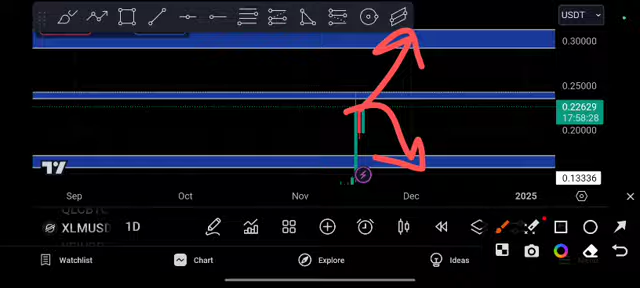 USDT
0.30000
0.25000
0.22629
17:58:28
0.20000
0.13336
Sep
Oct
Nov
Dec
2025
XLMUSD
1D
Watchlist
Chart
Explore
Ideas